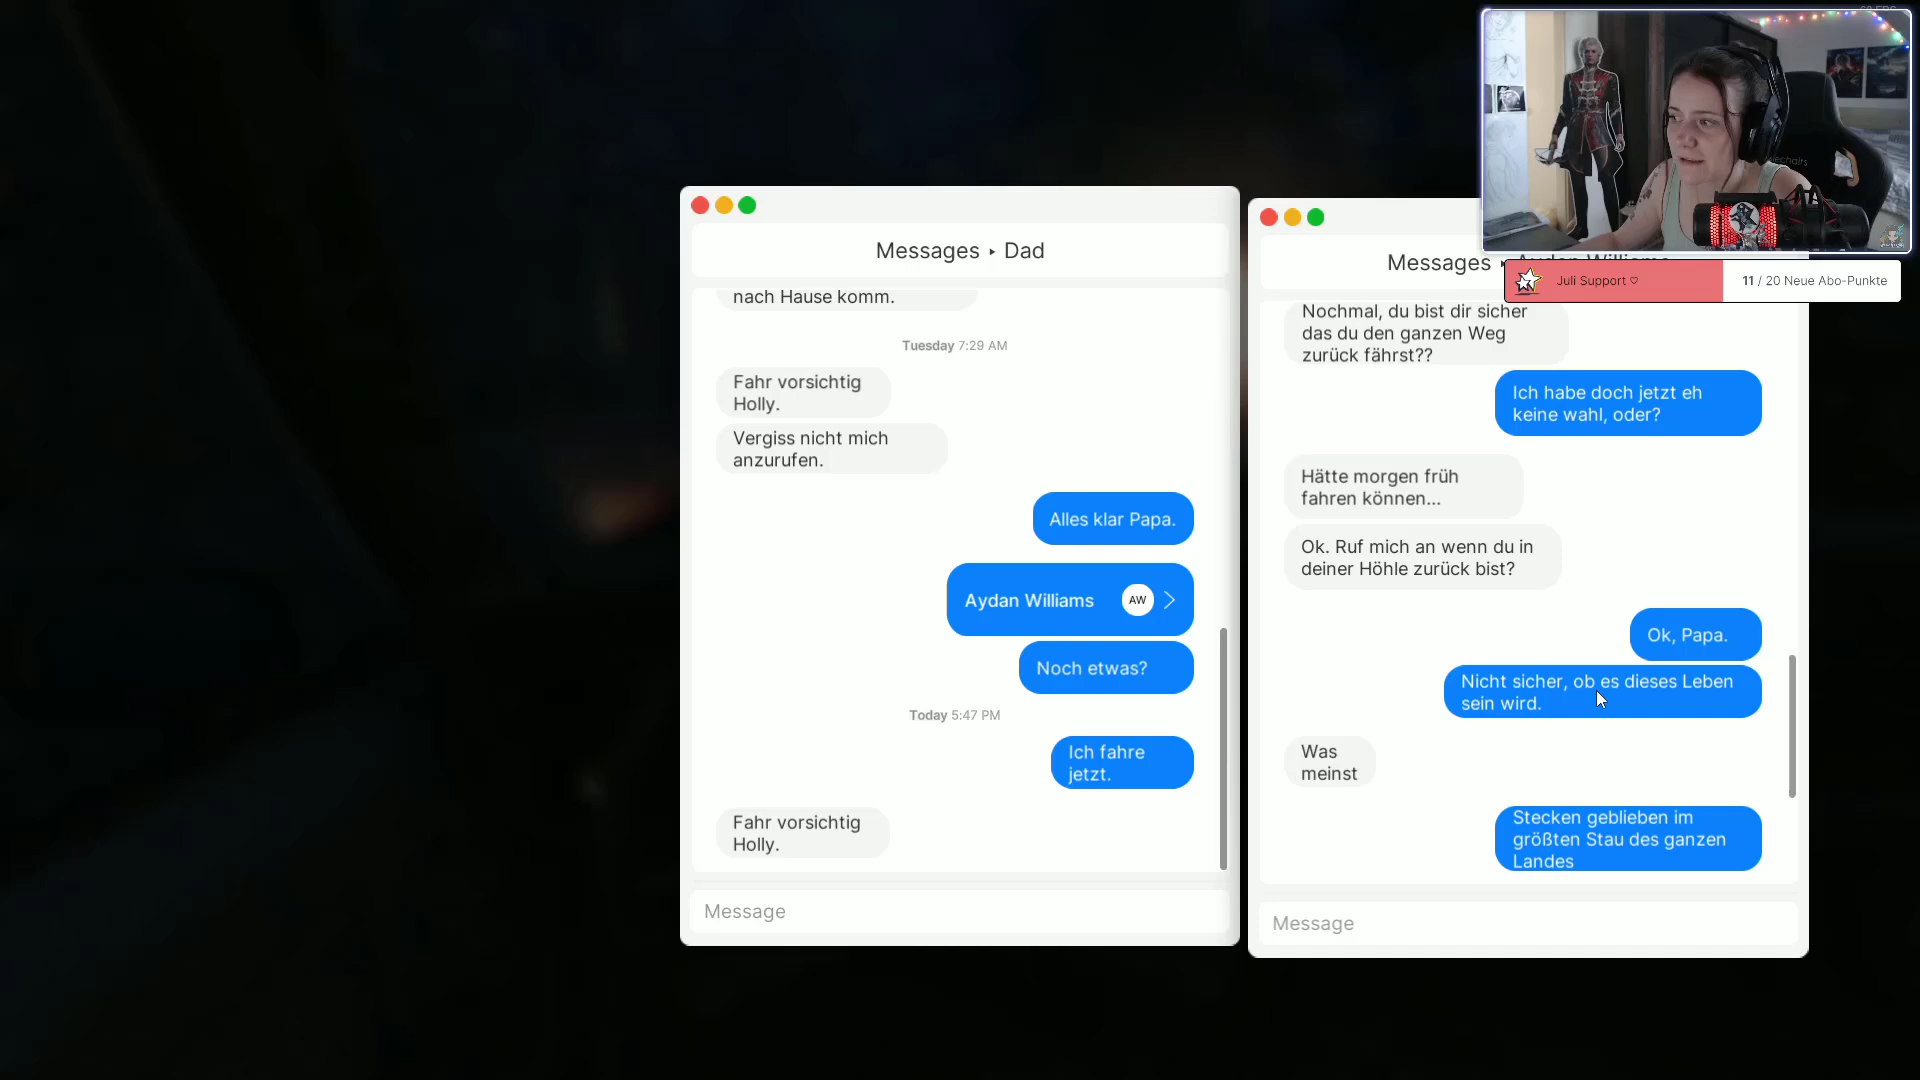 Messages ‣ Dad
nach Hause komm.
Tuesday 7:29 AM
Fahr vorsichtig
Holly.
Vergiss nicht mich
anzurufen.
Alles klar Papa.
Aydan Williams
AW
Noch etwas?
Today 5:47 PM
Ich fahre
jetzt.
Fahr vorsichtig
Holly.
Message
Messages ‣ Aydan Williams
Nochmal, du bist dir sicher
das du den ganzen Weg
zurück fährst??
Ich habe doch jetzt eh
keine wahl, oder?
Hätte morgen früh
fahren können...
Ok. Ruf mich an wenn du in
deiner Höhle zurück bist?
Ok, Papa.
Nicht sicher, ob es dieses Leben
sein wird.
Was
meinst
Stecken geblieben im
größten Stau des ganzen
Landes
Message
Juli Support ♡
11 / 20 Neue Abo-Punkte